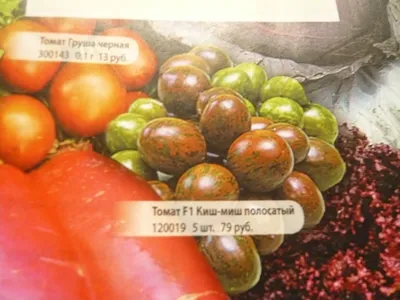 Томат Груша черная
300143 0,1 г 13 руб.
Томат F1 Киш-миш полосатый
120019 5 шт. 79 руб.